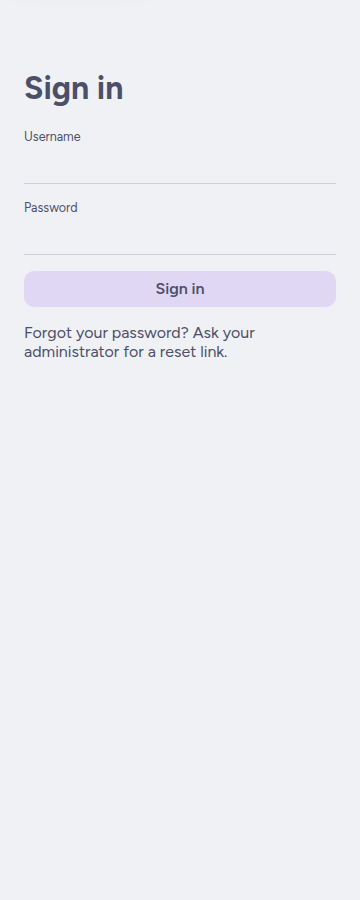 Sign in
Username
Password
Sign in
Forgot your password? Ask your
administrator for a reset link.